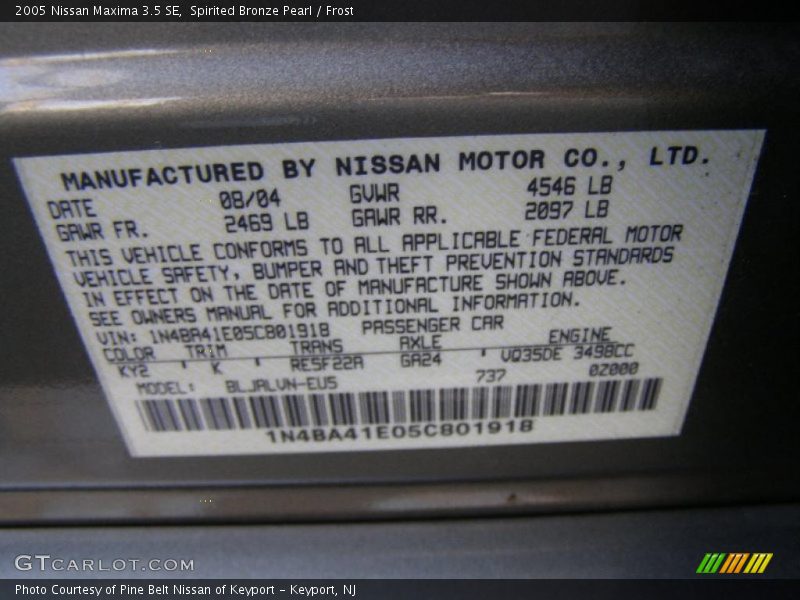 2005 Nissan Maxima 3.5 SE, Spirited Bronze Pearl / Frost
MANUFACTURED BY NISSAN MOTOR CO., LTD.
DATE 08/04 GVWR 4546 LB
GAWR FR. 2469 LB GAWR RR. 2097 LB
THIS VEHICLE CONFORMS TO ALL APPLICABLE FEDERAL MOTOR
VEHICLE SAFETY, BUMPER AND THEFT PREVENTION STANDARDS
IN EFFECT ON THE DATE OF MANUFACTURE SHOWN ABOVE.
SEE OWNERS MANUAL FOR ADDITIONAL INFORMATION.
VIN: 1N4BA41E05C801918 PASSENGER CAR
COLOR TRIM TRANS AXLE ENGINE
KY2 K RE5F22A GA24 VQ35DE 3498CC
MODEL: BLJALVN-EU5 737 0Z000
1N4BA41E05C801918
GTCARLOT.COM
Photo Courtesy of Pine Belt Nissan of Keyport - Keyport, NJ